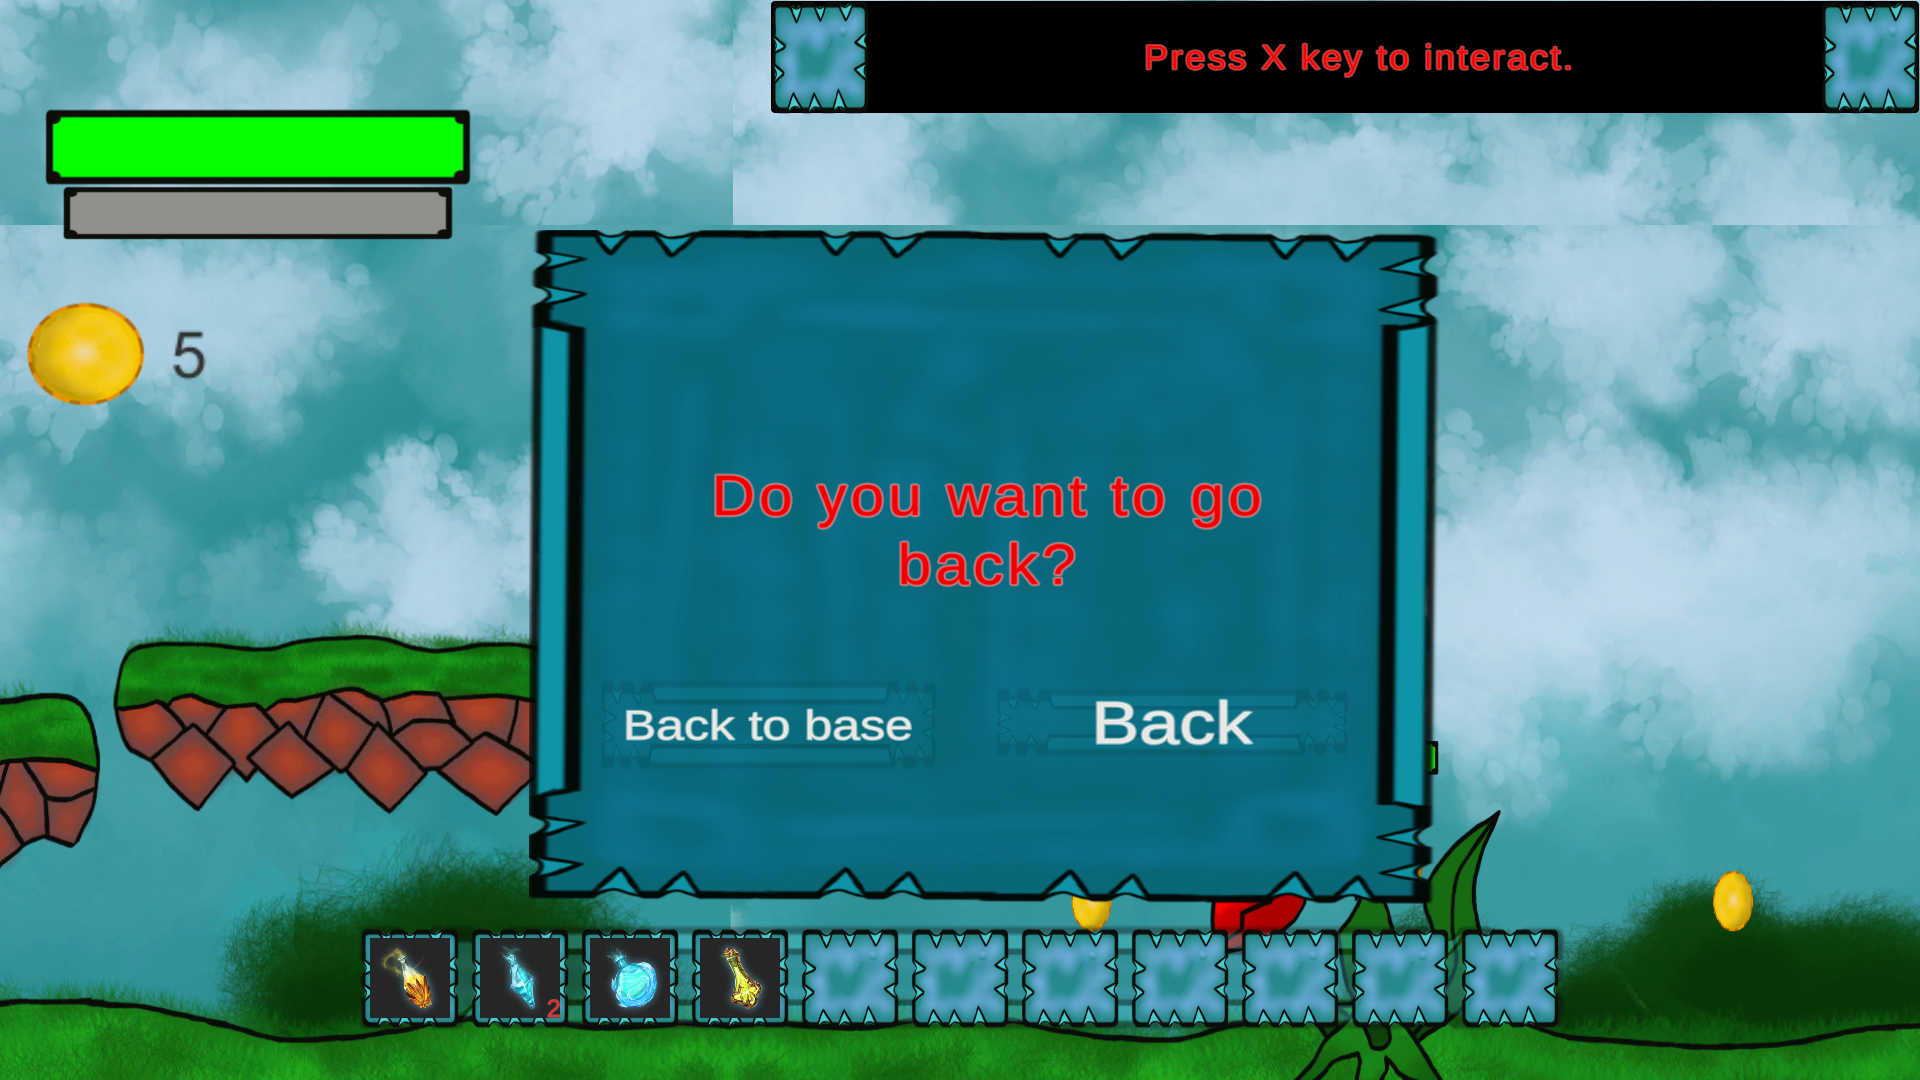 Press X key to interact.
5
Do you want to go
back?
Back to base
Back
2